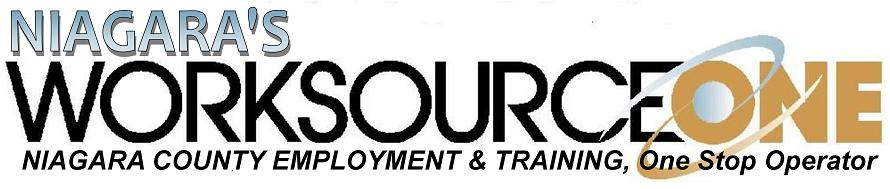 NIAGARA'S
WORKSOURCEONE
NIAGARA COUNTY EMPLOYMENT & TRAINING, One Stop Operator